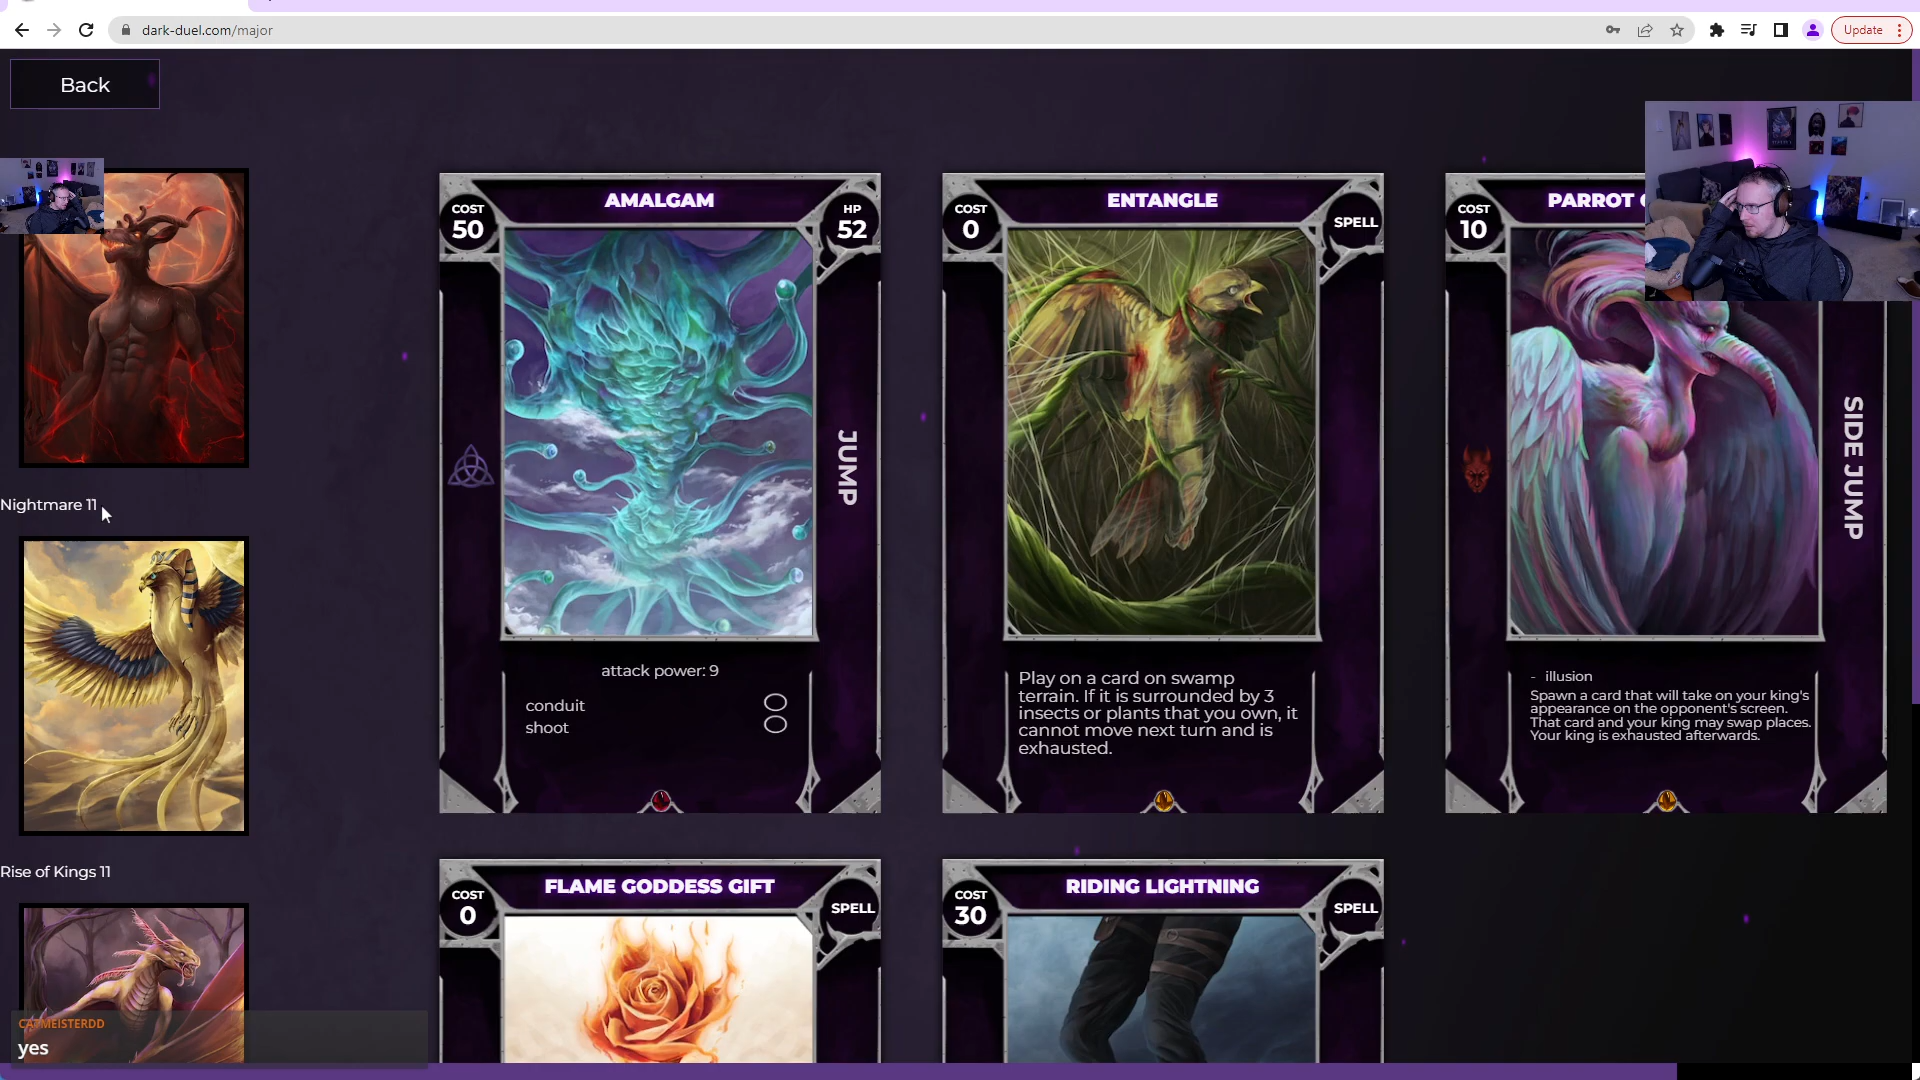 dark-duel.com/major
Update
Back
COST
50
AMALGAM
HP
52
JUMP
attack power: 9
conduit
shoot
COST
0
ENTANGLE
SPELL
Play on a card on swamp
terrain. If it is surrounded by 3
insects or plants that you own, it
cannot move next turn and is
exhausted.
COST
10
PARROT
SIDE JUMP
- illusion
Spawn a card that will take on your king's
appearance on the opponent's screen.
That card and your king may swap places.
Your king is exhausted afterwards.
Nightmare 11
Rise of Kings 11
COST
0
FLAME GODDESS GIFT
SPELL
COST
30
RIDING LIGHTNING
SPELL
CATMEISTERDD
yes